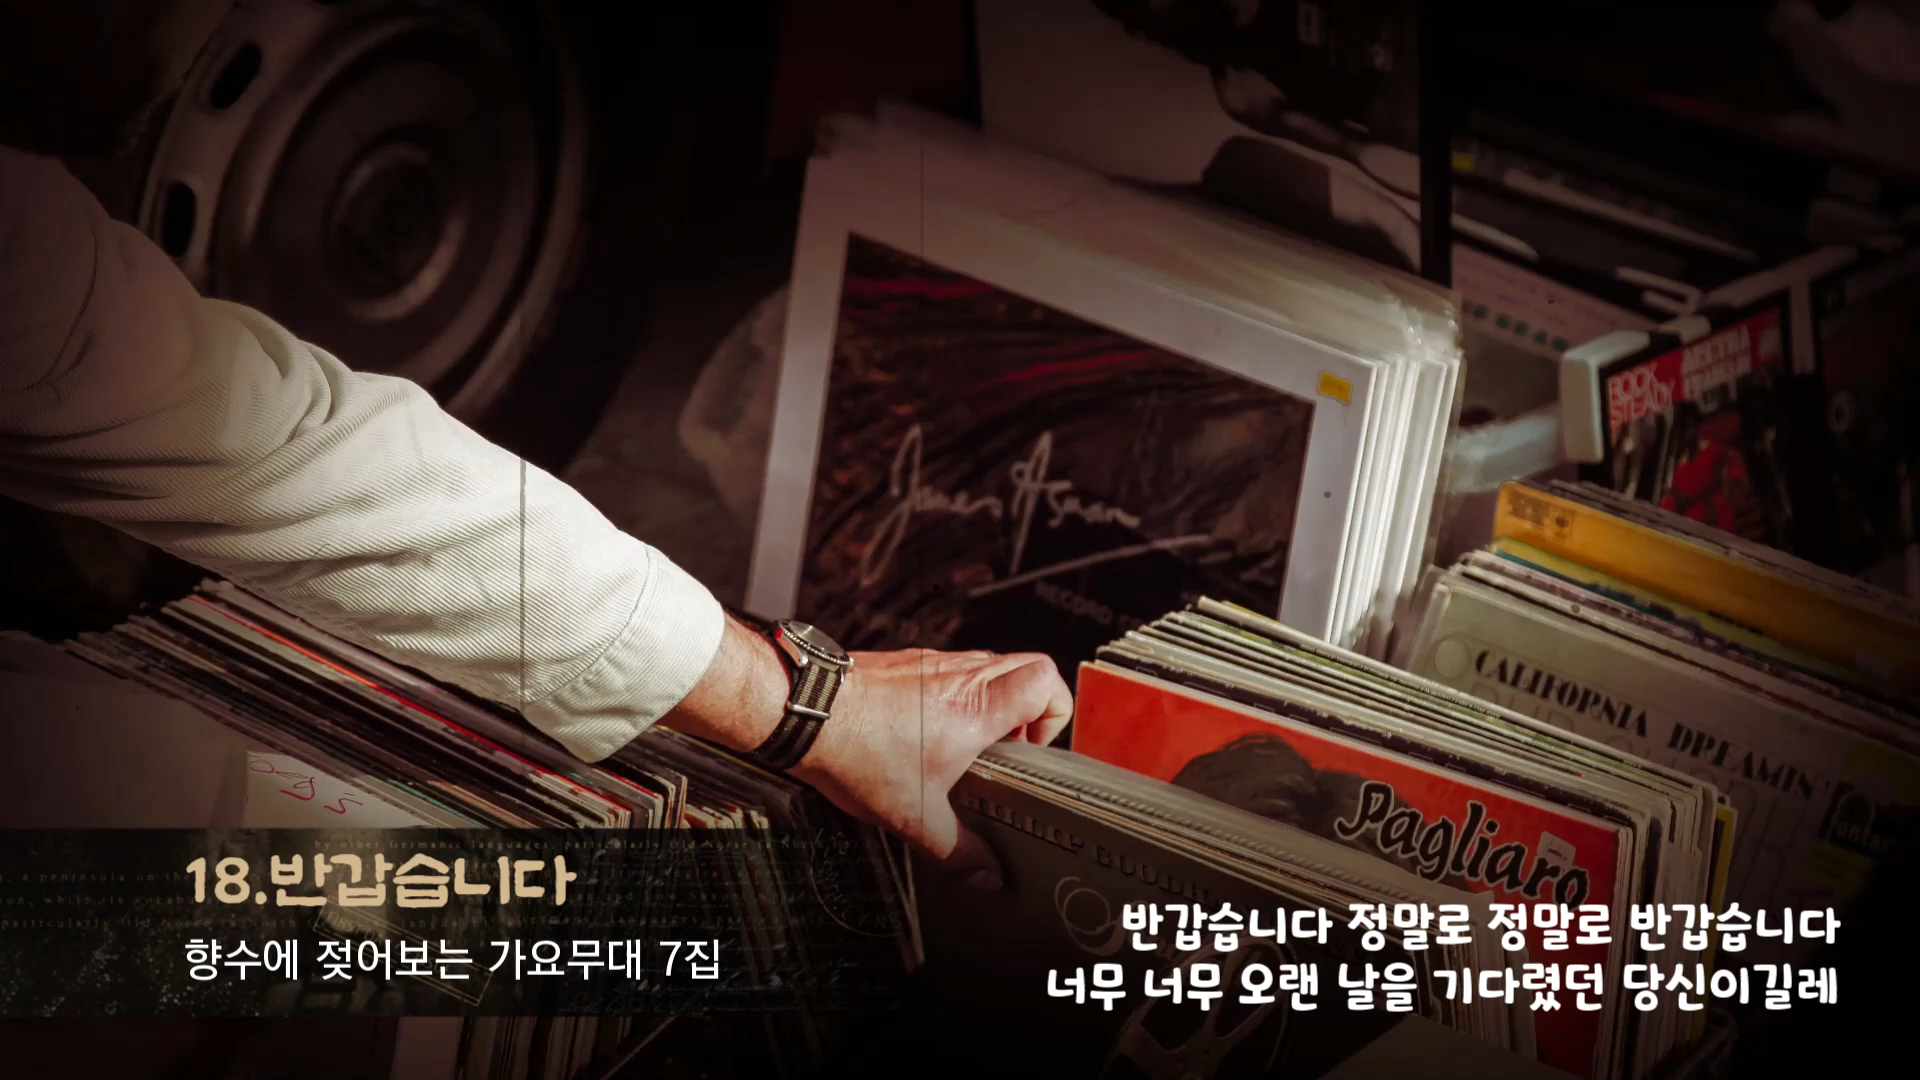 ROCK
STEADY
ARETHA
FRANKLIN
CALIFORNIA DREAMIN'
Pagliaro
18.반갑습니다
향수에 젖어보는 가요무대 7집
반갑습니다 정말로 정말로 반갑습니다
너무 너무 오랜 날을 기다렸던 당신이길레